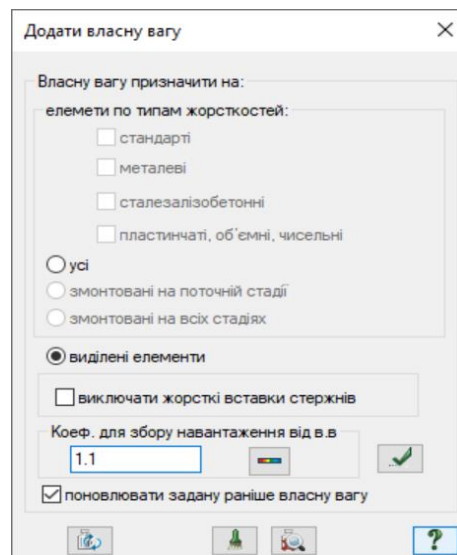 Додати власну вагу
Власну вагу призначити на:
елемети по типам жорсткостей:
стандарті
металеві
сталезалізобетонні
пластинчаті, об'ємні, чисельні
усі
змонтовані на поточній стадії
змонтовані на всіх стадіях
виділені елементи
виключати жорсткі вставки стержнів
Коеф. для збору навантаження від в.в
1.1
поновлювати задану раніше власну вагу
?